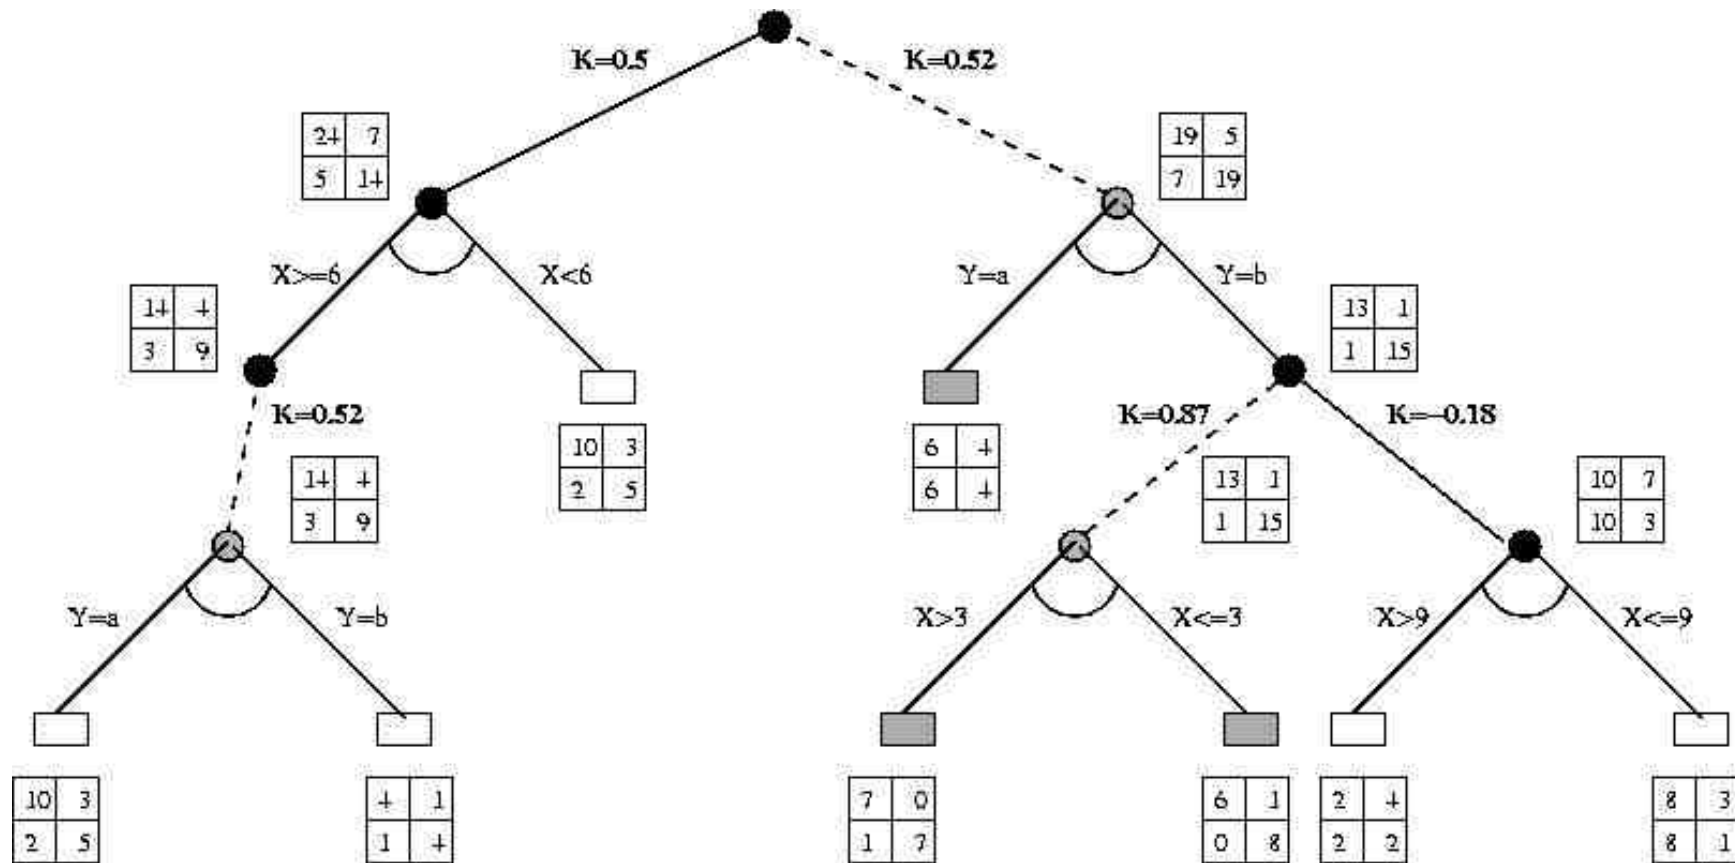 K=0.5 K=0.52
24 7 19 5
5 14 7 19
X>=6 X<6 Y=a Y=b
14 4 13 1
3 9 1 15
K=0.52 K=0.87 K=-0.18
14 4 10 3 6 4 13 1 10 7
3 9 2 5 6 4 1 15 10 3
Y=a Y=b X>3 X<=3 X>9 X<=9
10 3 4 1 7 0 6 1 2 4 8 3
2 5 1 4 1 7 0 8 2 2 8 1